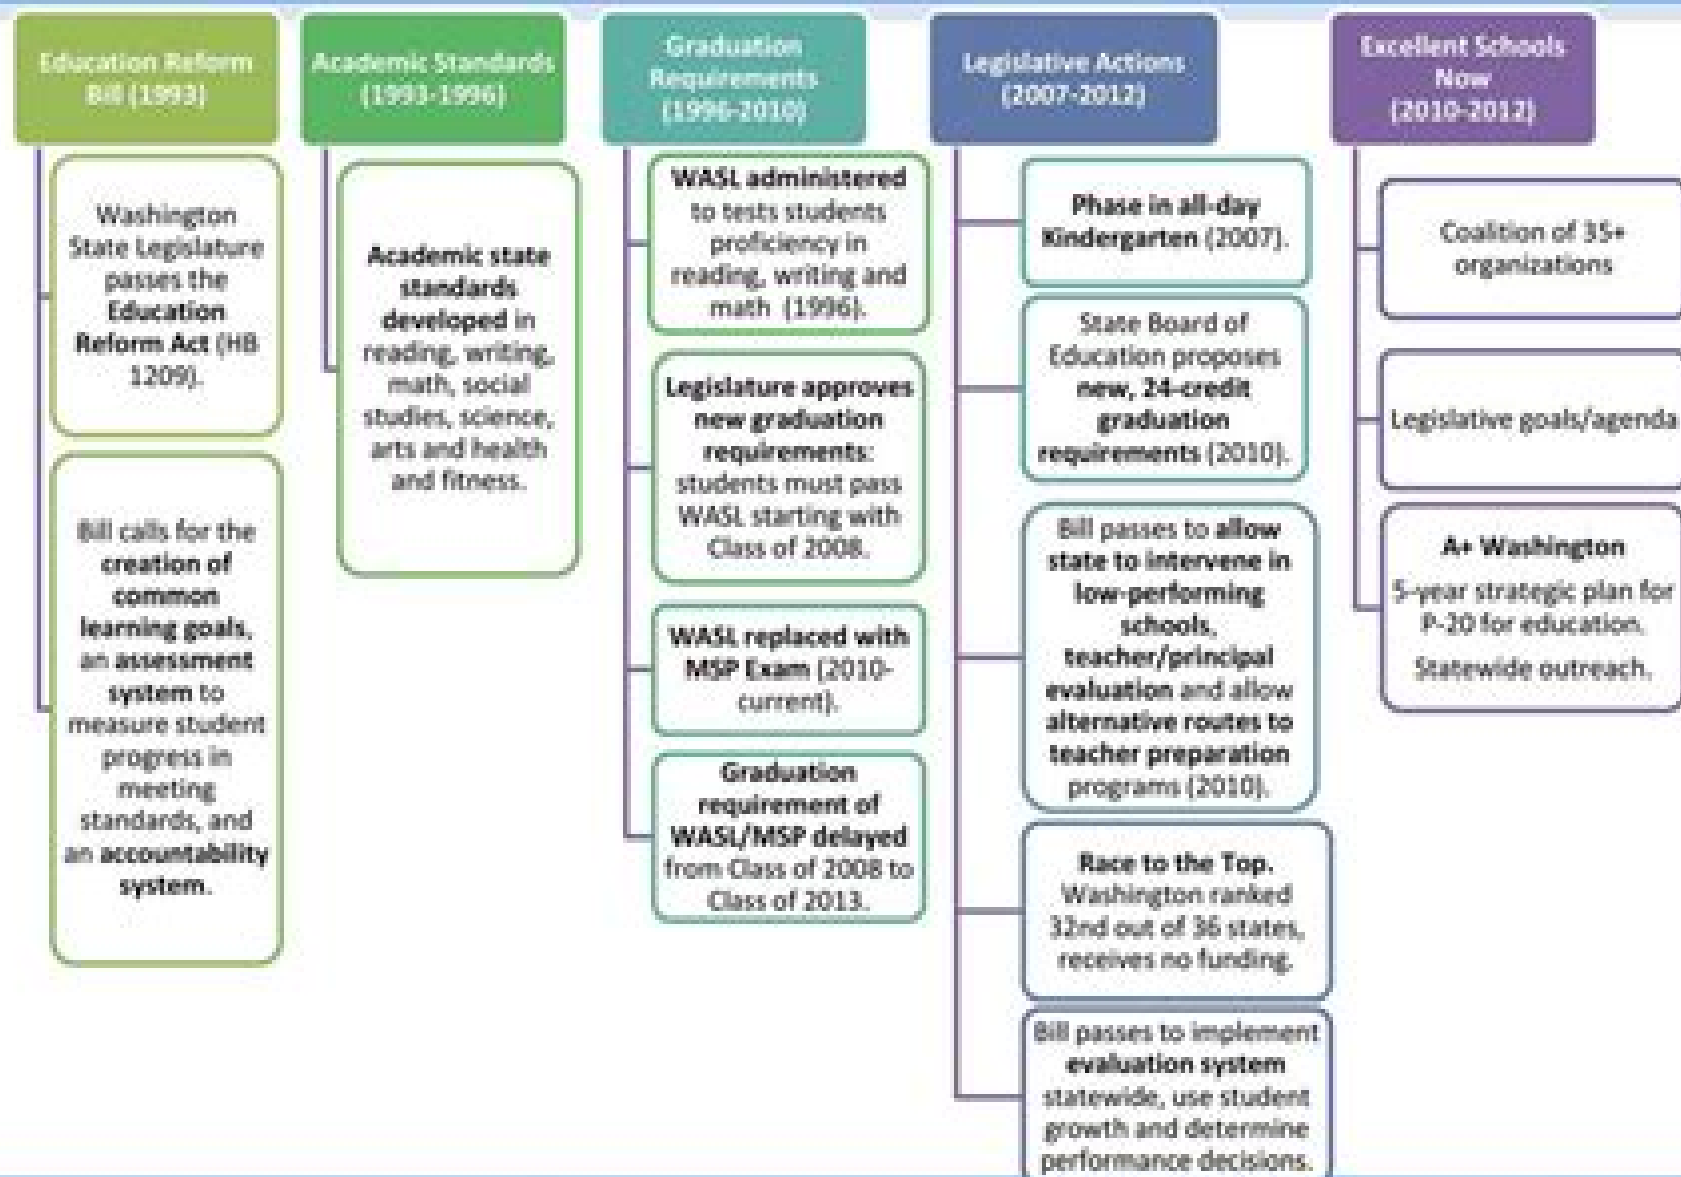 Education Reform
Bill (1993)
Washington
State Legislature
passes the
Education
Reform Act (HB
1209).
Bill calls for the
creation of
common
learning goals,
an assessment
system to
measure student
progress in
meeting
standards, and
an accountability
system.
Academic Standards
(1993-1996)
Academic state
standards
developed in
reading, writing,
math, social
studies, science,
arts and health
and fitness.
Graduation
Requirements
(1996-2010)
WASL administered
to tests students
proficiency in
reading, writing and
math (1996).
Legislature approves
new graduation
requirements:
students must pass
WASL starting with
Class of 2008.
WASL replaced with
MSP Exam (2010-
current).
Graduation
requirement of
WASL/MSP delayed
from Class of 2008 to
Class of 2013.
Legislative Actions
(2007-2012)
Phase in all-day
Kindergarten (2007).
State Board of
Education proposes
new, 24-credit
graduation
requirements (2010).
Bill passes to allow
state to intervene in
low-performing
schools,
teacher/principal
evaluation and allow
alternative routes to
teacher preparation
programs (2010).
Race to the Top.
Washington ranked
32nd out of 36 states,
receives no funding.
Bill passes to implement
evaluation system
statewide, use student
growth and determine
performance decisions.
Excellent Schools
Now
(2010-2012)
Coalition of 35+
organizations
Legislative goals/agenda
A+ Washington
5-year strategic plan for
P-20 for education.
Statewide outreach.